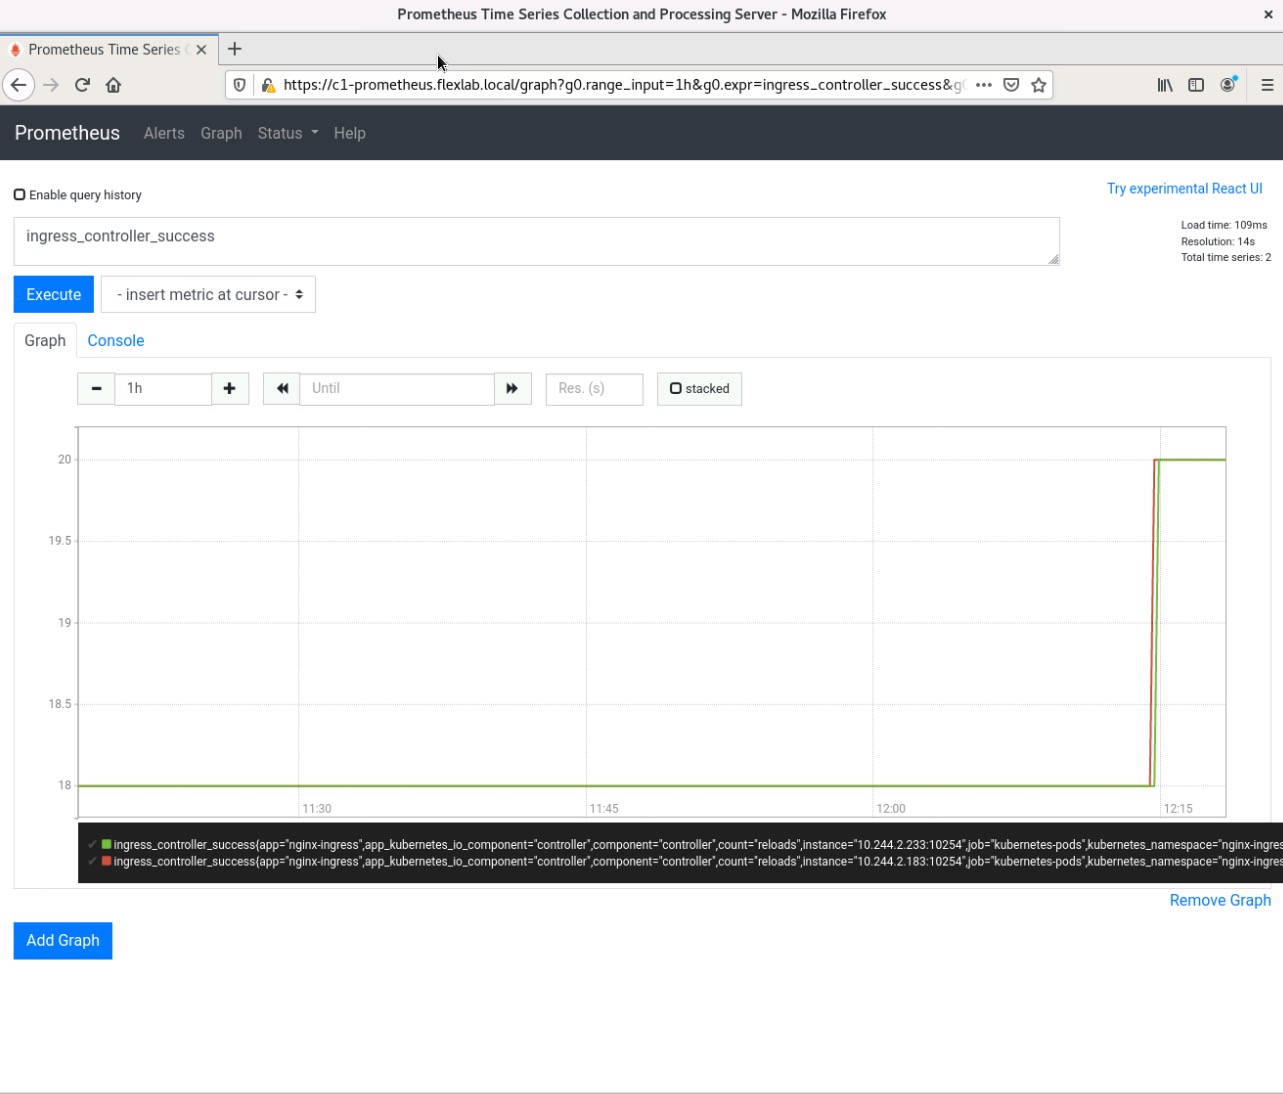 Prometheus Time Series Collection and Processing Server - Mozilla Firefox
Prometheus Time Series
https://c1-prometheus.flexlab.local/graph?g0.range_input=1h&g0.expr=ingress_controller_success&g0
Prometheus Alerts Graph Status Help
Enable query history
Try experimental React UI
ingress_controller_success
Load time: 109ms
Resolution: 14s
Total time series: 2
Execute - insert metric at cursor -
Graph Console
1h Until Res. (s) stacked
20
19.5
19
18.5
18
11:30 11:45 12:00 12:15
ingress_controller_success{app="nginx-ingress",app_kubernetes_io_component="controller",component="controller",count="reloads",instance="10.244.2.233:10254",job="kubernetes-pods",kubernetes_namespace="nginx-ingres
ingress_controller_success{app="nginx-ingress",app_kubernetes_io_component="controller",component="controller",count="reloads",instance="10.244.2.183:10254",job="kubernetes-pods",kubernetes_namespace="nginx-ingres
Remove Graph
Add Graph